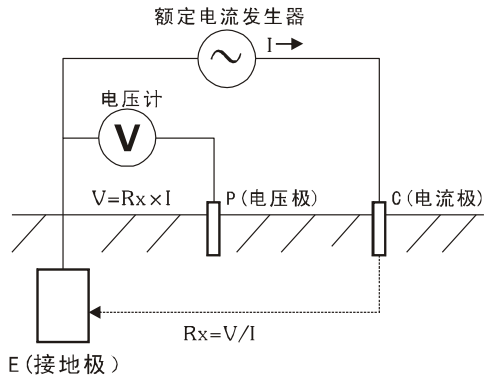 额定电流发生器
I
电压计
V
V=Rx×I
P(电压极)
C(电流极)
Rx=V/I
E(接地极)